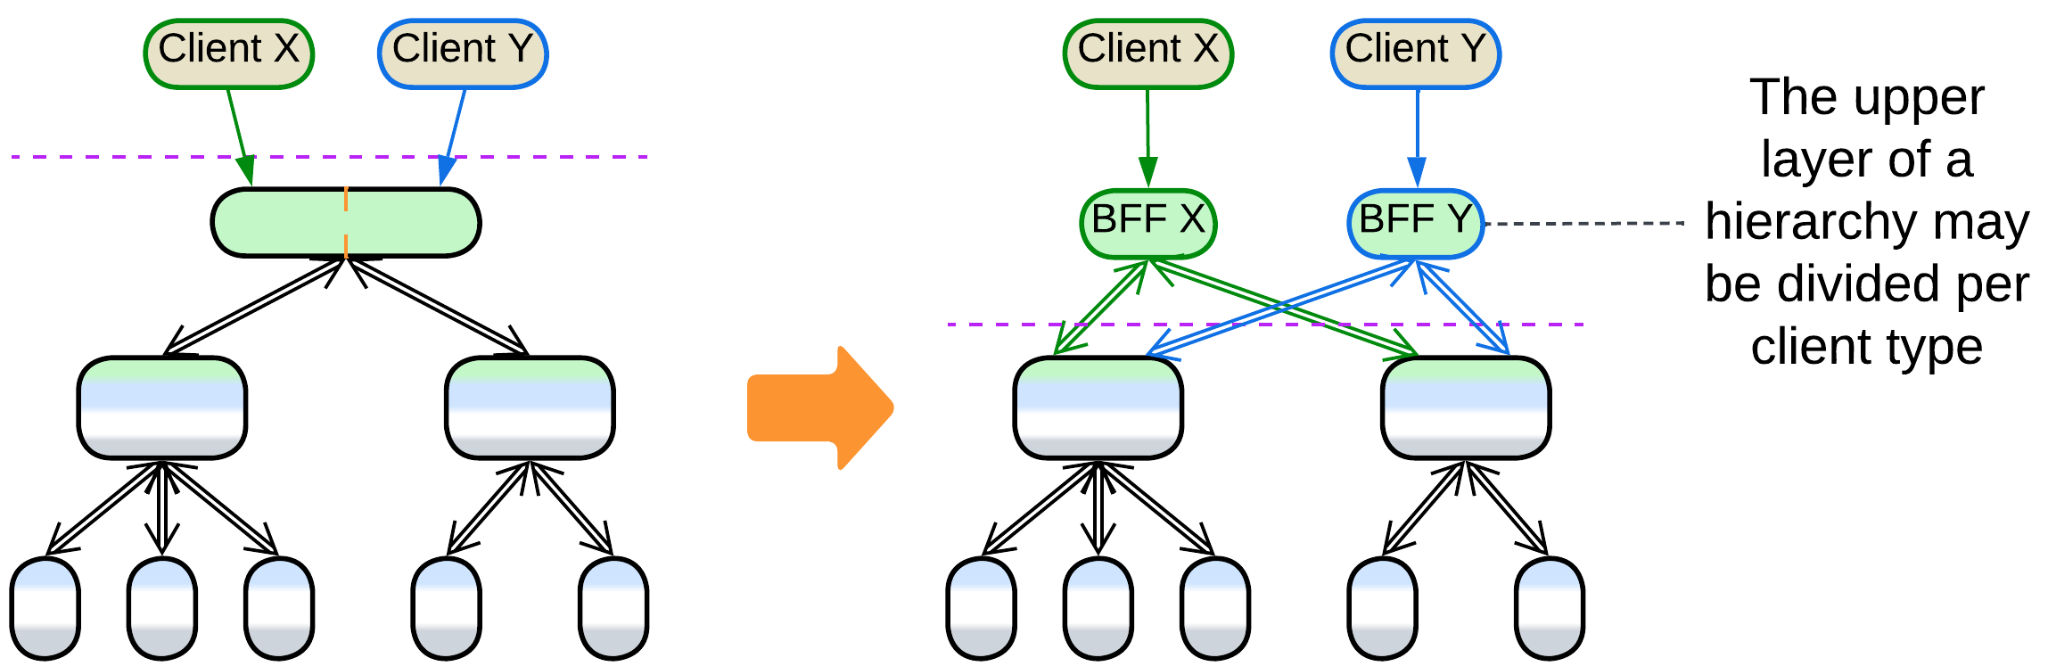 Client X
Client Y
Client X
Client Y
BFF X
BFF Y
The upper
layer of a
hierarchy may
be divided per
client type